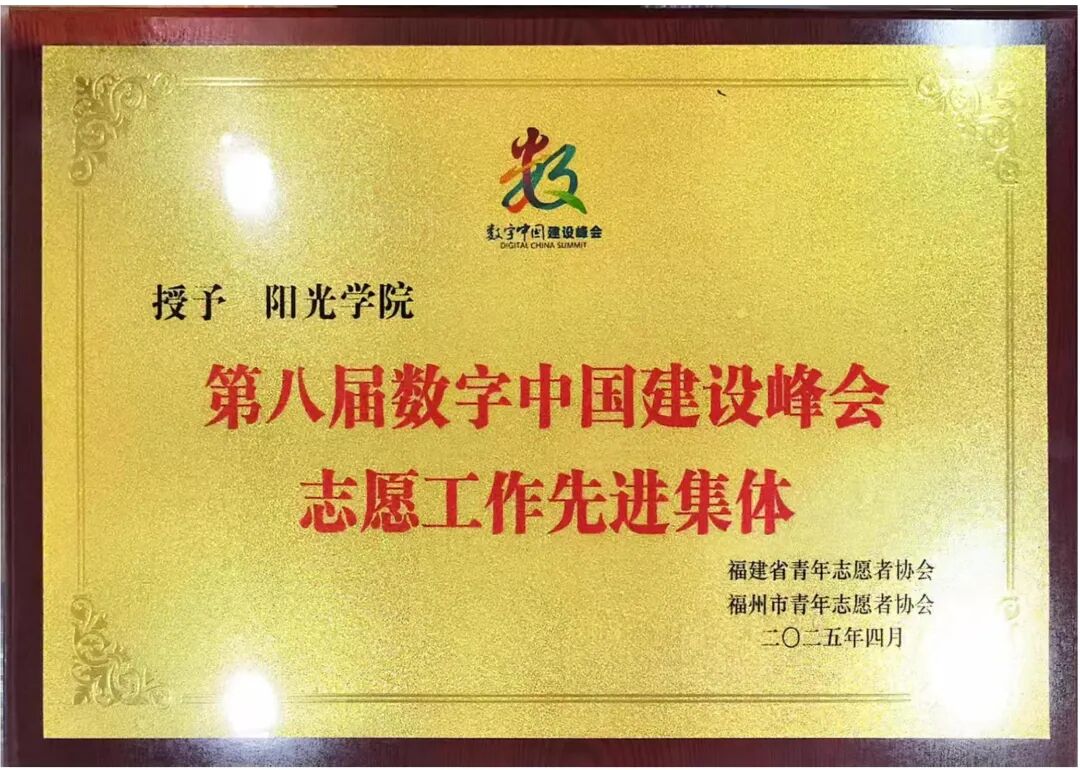 数
数字中国建设峰会
DIGITAL CHINA SUMMIT
授予 阳光学院
第八届数字中国建设峰会
志愿工作先进集体
福建省青年志愿者协会
福州市青年志愿者协会
二〇二五年四月